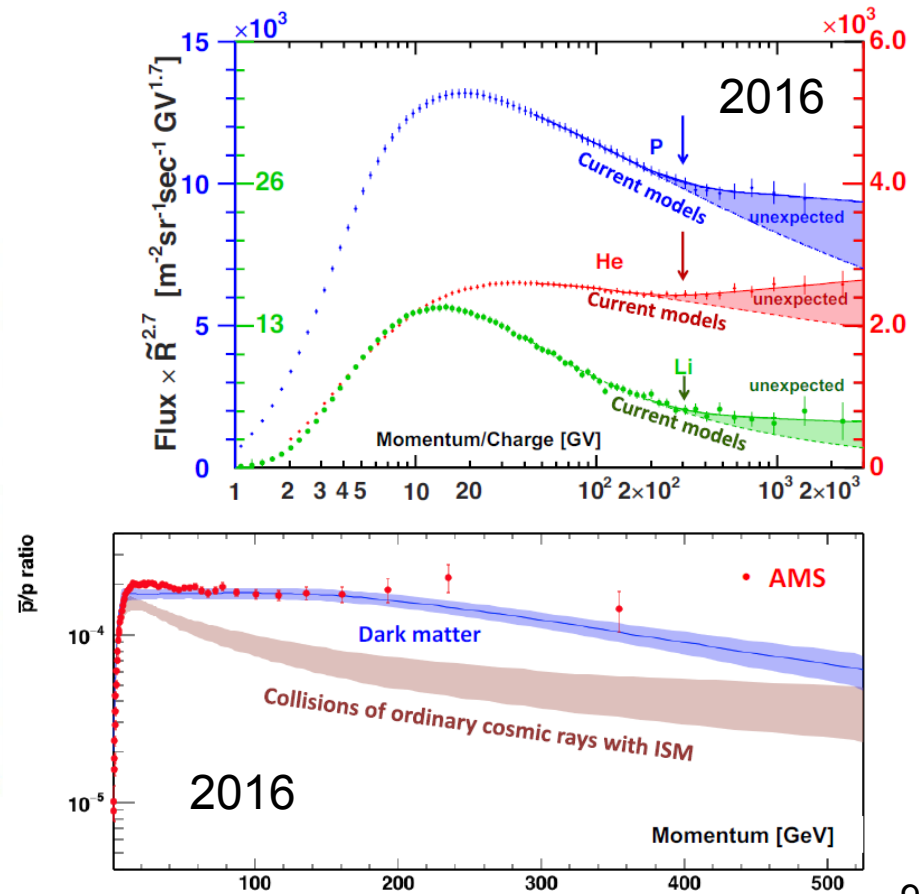 ×10³
×10³
15
6.0
2016
P
Current models
10
26
4.0
unexpected
He
Current models
unexpected
5
13
2.0
Li
unexpected
Current models
Momentum/Charge [GV]
0
0
Flux × R̃²·⁷ [m⁻²sr⁻¹sec⁻¹ GV¹·⁷]
1 2 3 4 5 10 20 10² 2×10² 10³ 2×10³
p̅/p ratio
AMS
10⁻⁴
Dark matter
Collisions of ordinary cosmic rays with ISM
2016
10⁻⁵
Momentum [GeV]
100 200 300 400 500